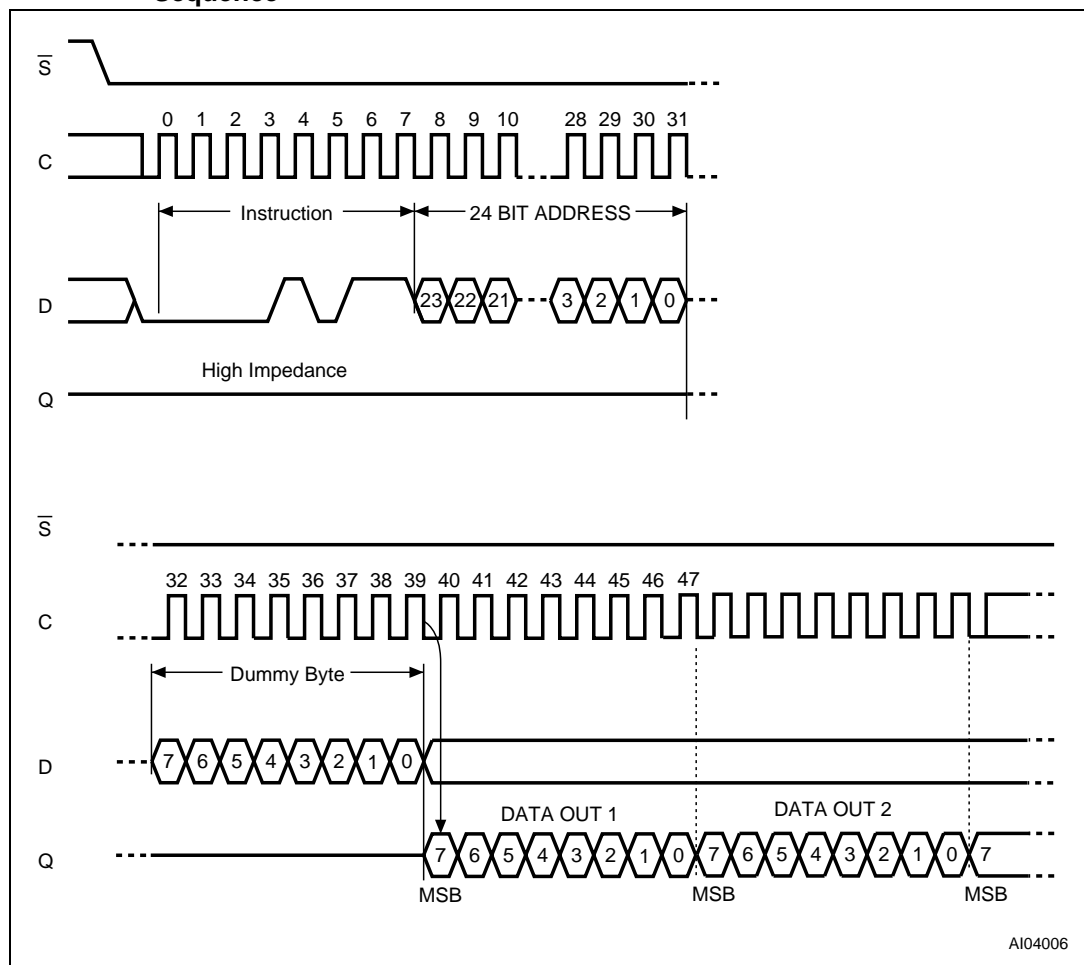 Sequence
S
0 1 2 3 4 5 6 7 8 9 10 28 29 30 31
C
Instruction 24 BIT ADDRESS
D 23 22 21 3 2 1 0
High Impedance
Q
S
32 33 34 35 36 37 38 39 40 41 42 43 44 45 46 47
C
Dummy Byte
D 7 6 5 4 3 2 1 0
DATA OUT 1 DATA OUT 2
Q 7 6 5 4 3 2 1 0 7 6 5 4 3 2 1 0 7
MSB MSB MSB
AI04006